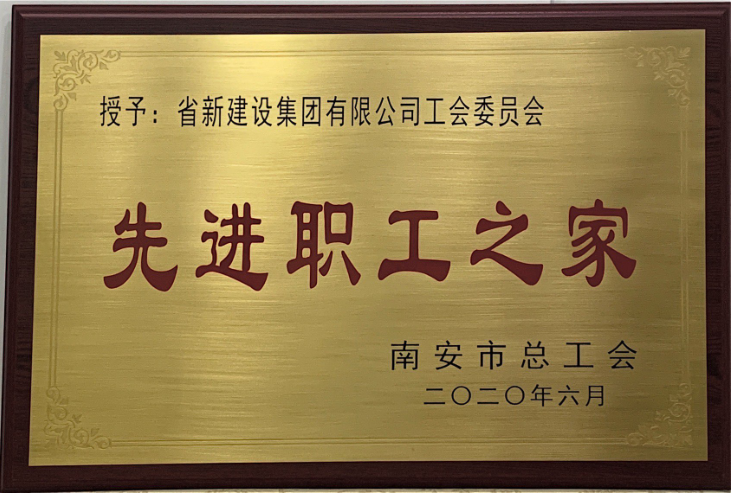 授予：省新建设集团有限公司工会委员会
先进职工之家
南安市总工会
二〇二〇年六月